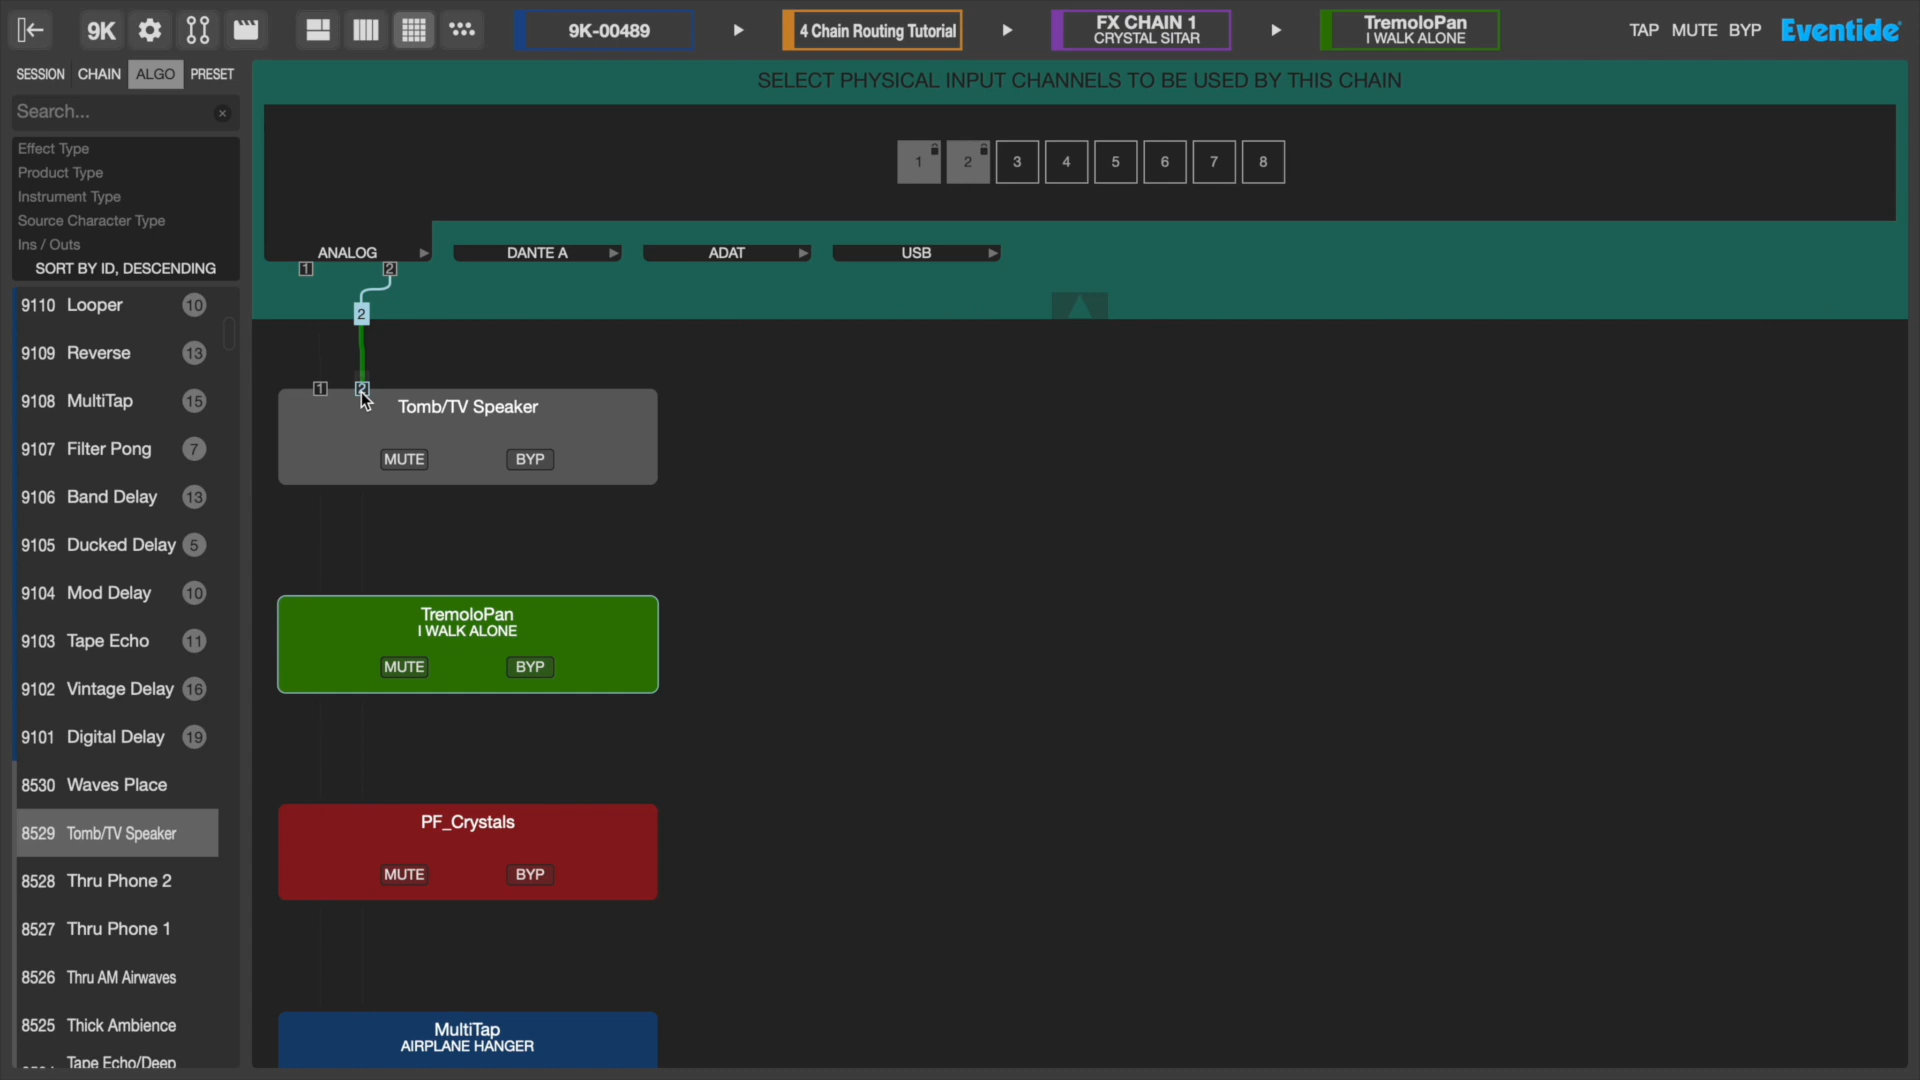 9K
9K-00489
4 Chain Routing Tutorial
FX CHAIN 1
CRYSTAL SITAR
TremoloPan
I WALK ALONE
TAP MUTE BYP Eventide
SESSION CHAIN ALGO PRESET
Search...
Effect Type
Product Type
Instrument Type
Source Character Type
Ins / Outs
SORT BY ID, DESCENDING
9110 Looper 10
9109 Reverse 13
9108 MultiTap 15
9107 Filter Pong 7
9106 Band Delay 13
9105 Ducked Delay 5
9104 Mod Delay 10
9103 Tape Echo 11
9102 Vintage Delay 16
9101 Digital Delay 19
8530 Waves Place
8529 Tomb/TV Speaker
8528 Thru Phone 2
8527 Thru Phone 1
8526 Thru AM Airwaves
8525 Thick Ambience
Tape Echo/Deep
SELECT PHYSICAL INPUT CHANNELS TO BE USED BY THIS CHAIN
1 2 3 4 5 6 7 8
ANALOG DANTE A ADAT USB
1 2
2
1 2
Tomb/TV Speaker
MUTE BYP
TremoloPan
I WALK ALONE
MUTE BYP
PF_Crystals
MUTE BYP
MultiTap
AIRPLANE HANGER